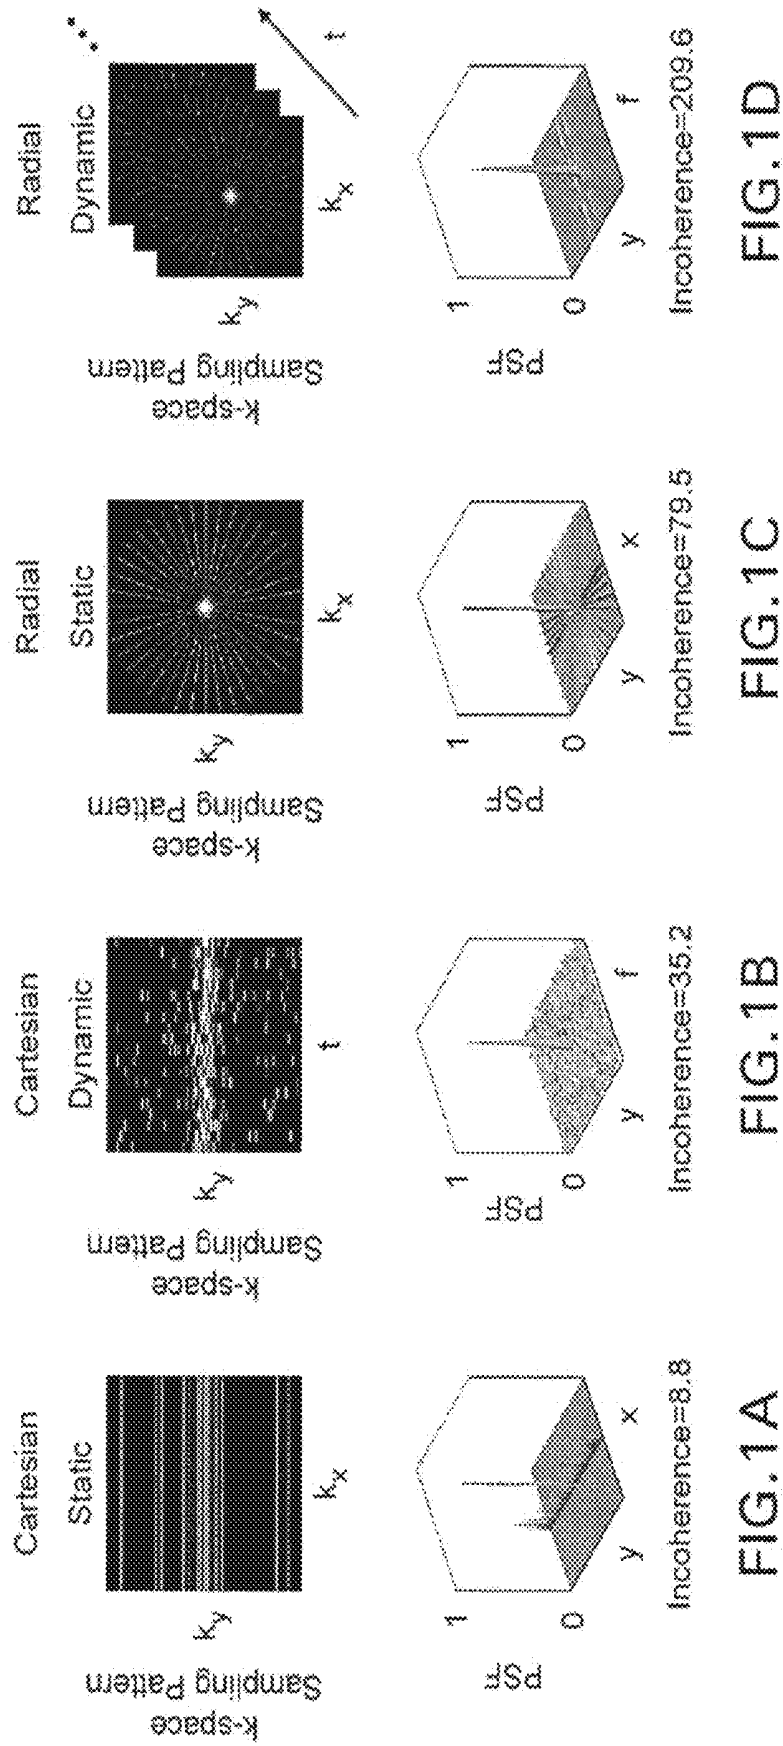 Cartesian
Static
k-space
Sampling Pattern
ky
kx
PSF
1
0
y
x
Incoherence=8.8
FIG.1A
Cartesian
Dynamic
k-space
Sampling Pattern
ky
t
PSF
1
0
y
f
Incoherence=35.2
FIG.1B
Radial
Static
k-space
Sampling Pattern
ky
kx
PSF
1
0
y
x
Incoherence=79.5
FIG.1C
Radial
Dynamic
k-space
Sampling Pattern
ky
kx
t
PSF
1
0
y
f
Incoherence=209.6
FIG.1D